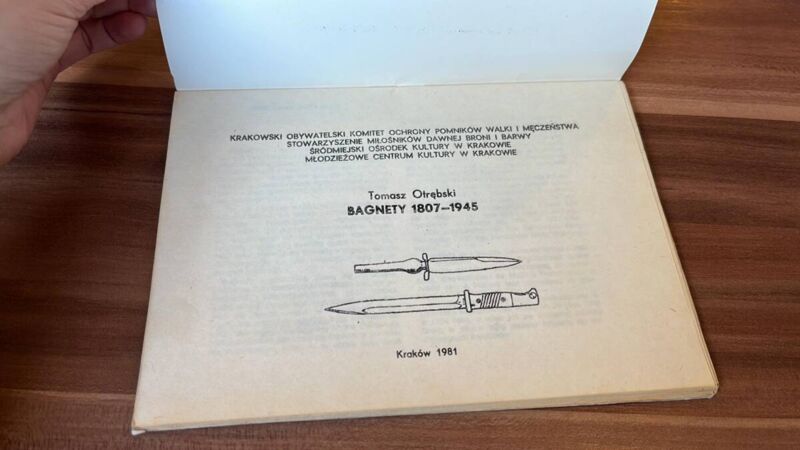 KRAKOWSKI OBYWATELSKI KOMITET OCHRONY POMNIKÓW WALKI I MĘCZEŃSTWA
STOWARZYSZENIE MIŁOŚNIKÓW DAWNEJ BRONI I BARWY
ŚRÓDMIEJSKI OŚRODEK KULTURY W KRAKOWIE
MŁODZIEŻOWE CENTRUM KULTURY W KRAKOWIE
Tomasz Otrębski
BAGNETY 1807—1945
Kraków 1981